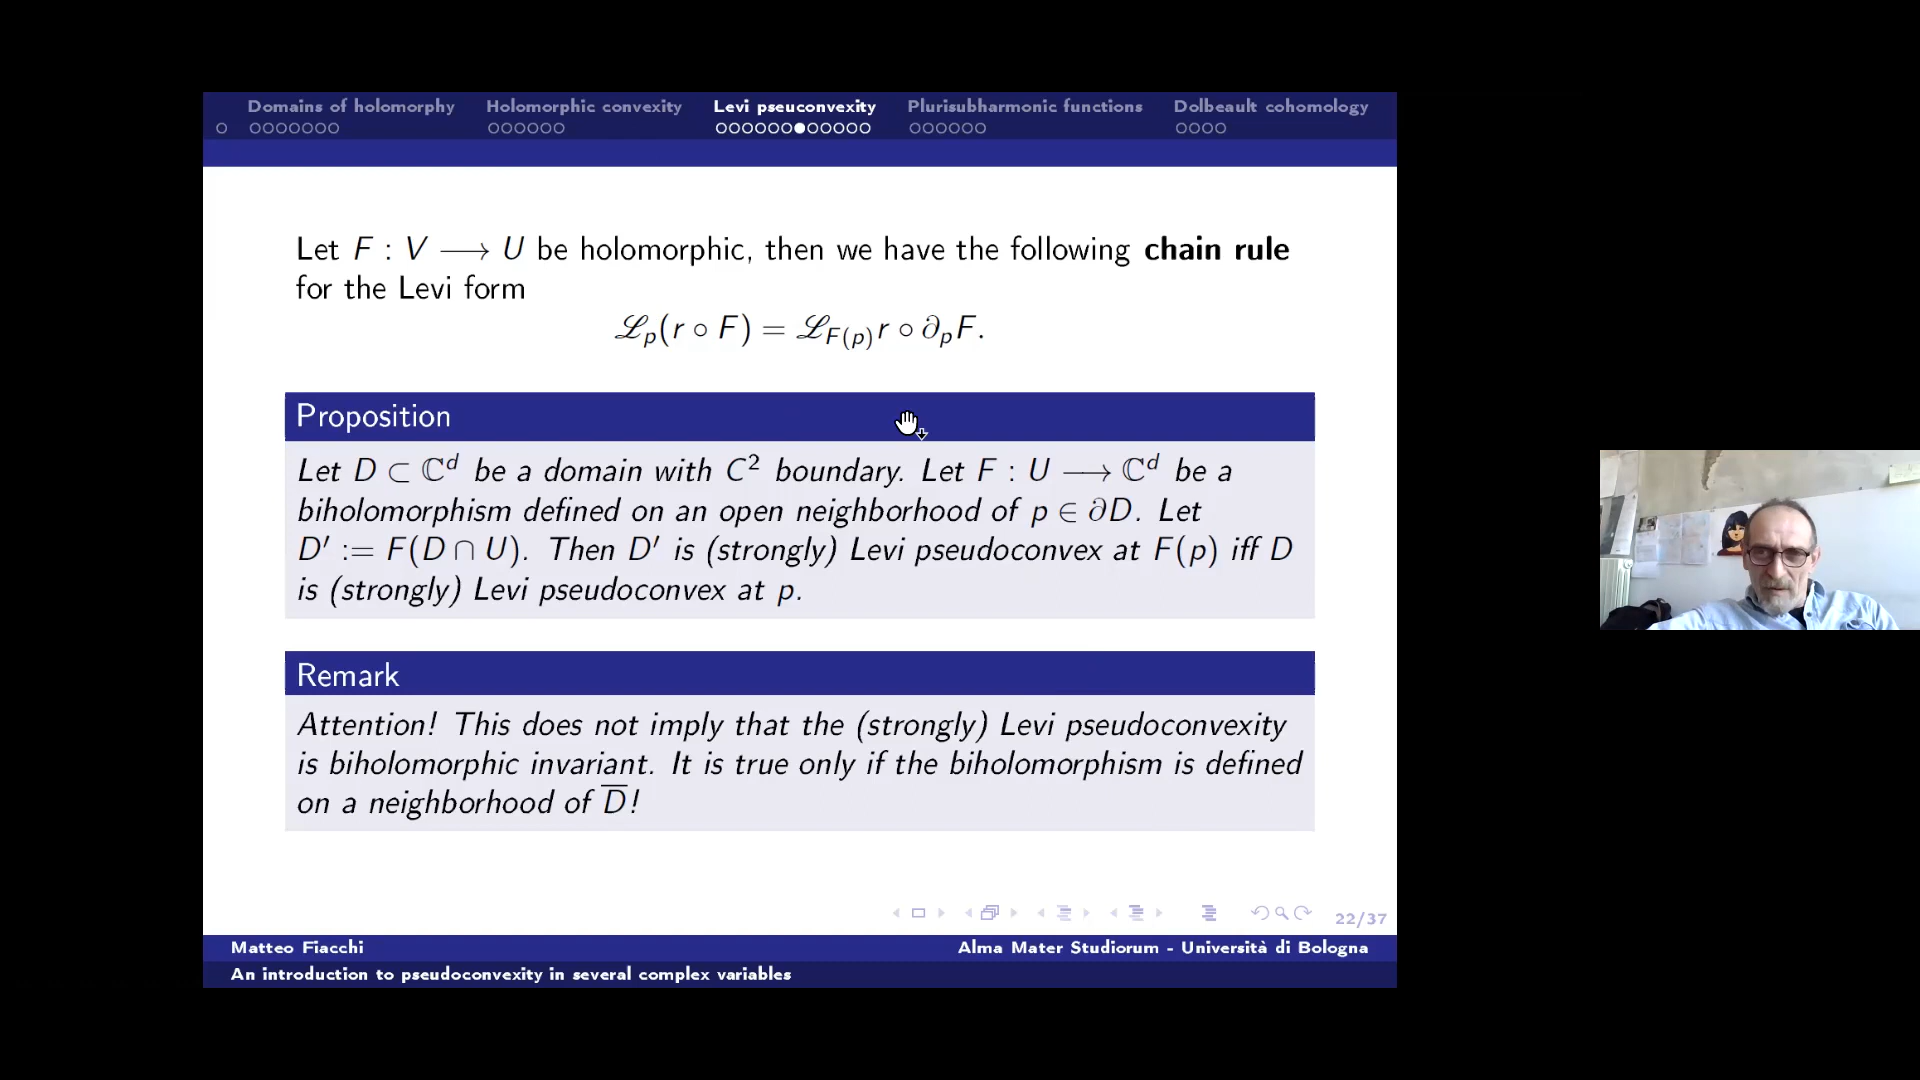 Domains of holomorphy Holomorphic convexity Levi pseuconvexity Plurisubharmonic functions Dolbeault cohomology
Let F : V ⟶ U be holomorphic, then we have the following chain rule
for the Levi form
ℒ_p(r ∘ F) = ℒ_{F(p)}r ∘ ∂_pF.
Proposition
Let D ⊂ ℂ^d be a domain with C² boundary. Let F : U ⟶ ℂ^d be a
biholomorphism defined on an open neighborhood of p ∈ ∂D. Let
D′ := F(D ∩ U). Then D′ is (strongly) Levi pseudoconvex at F(p) iff D
is (strongly) Levi pseudoconvex at p.
Remark
Attention! This does not imply that the (strongly) Levi pseudoconvexity
is biholomorphic invariant. It is true only if the biholomorphism is defined
on a neighborhood of D̅!
22/37
Matteo Fiacchi Alma Mater Studiorum - Università di Bologna
An introduction to pseudoconvexity in several complex variables